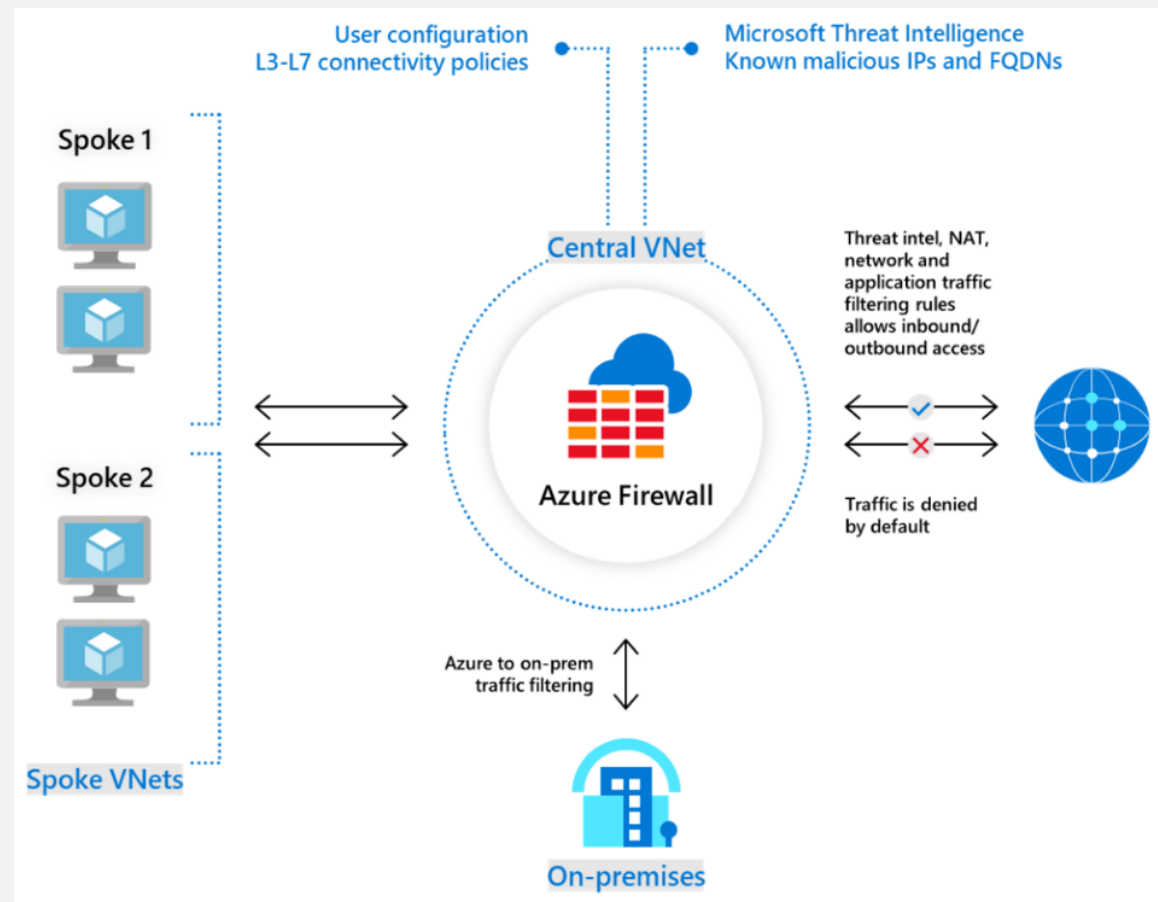 User configuration
L3-L7 connectivity policies
Microsoft Threat Intelligence
Known malicious IPs and FQDNs
Spoke 1
Central VNet
Threat intel, NAT,
network and
application traffic
filtering rules
allows inbound/
outbound access
Spoke 2
Azure Firewall
Traffic is denied
by default
Azure to on-prem
traffic filtering
Spoke VNets
On-premises